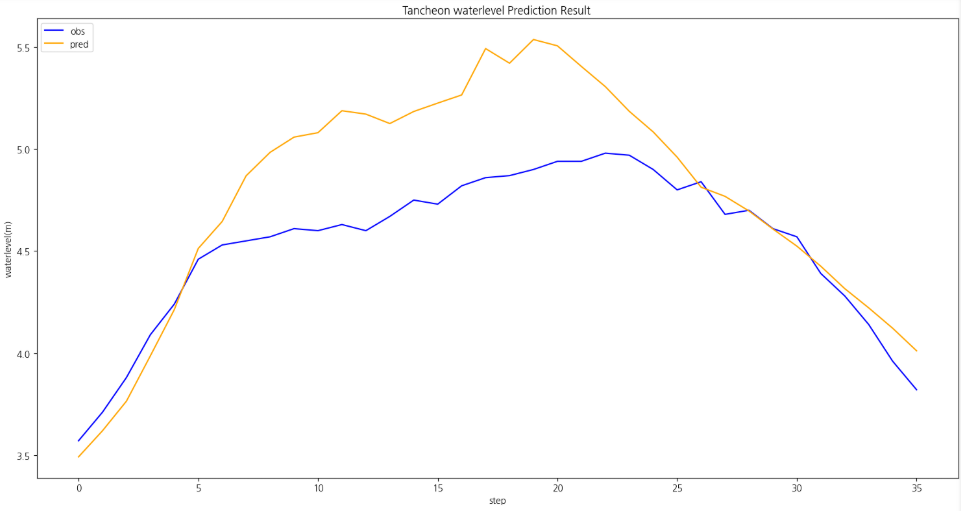 Tancheon waterlevel Prediction Result
obs
pred
5.5
5.0
4.5
4.0
3.5
waterlevel(m)
0 5 10 15 20 25 30 35
step